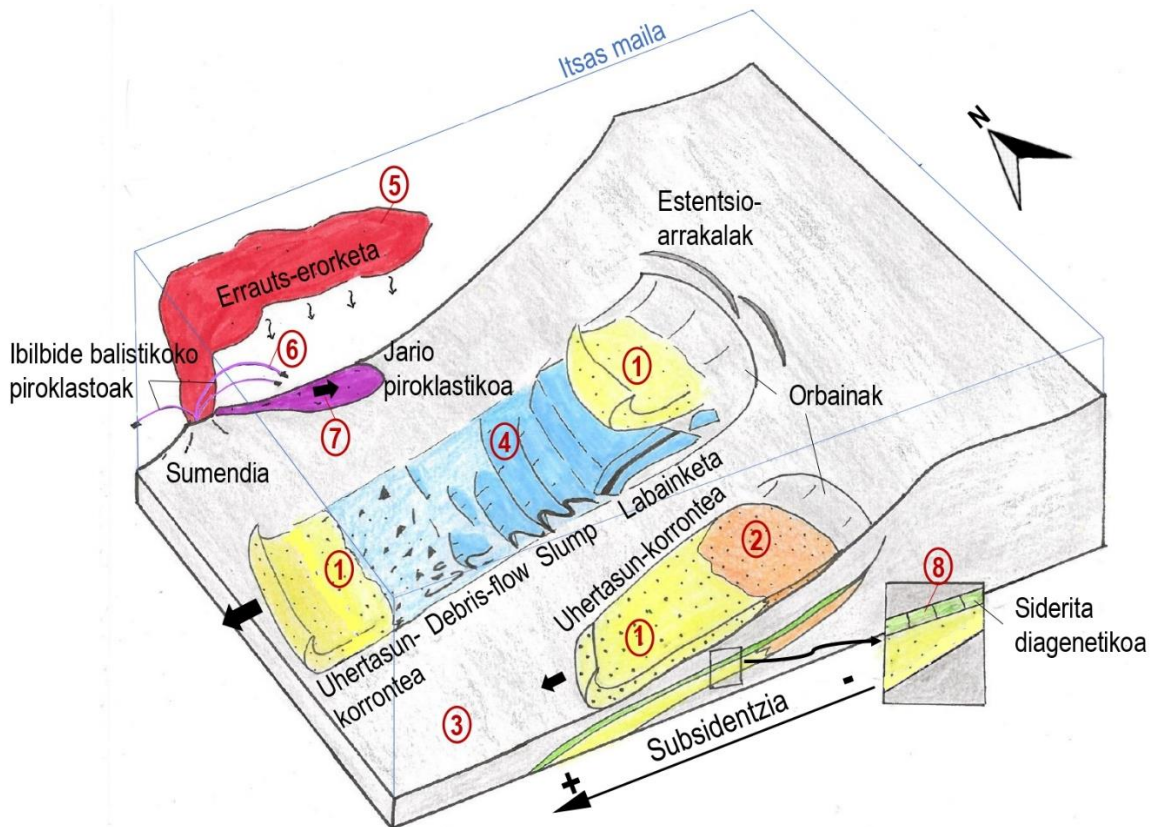 Itsas maila
N
Estentsio-
arrakalak
5
Errauts-erorketa
Ibilbide balistikoko
piroklastoak
6
Jario
piroklastikoa
7
Sumendia
1
Orbainak
4
Labainketa
Slump
Debris-flow
Uhertasun-
korrontea
1
2
Uhertasun-korrontea
1
8
Siderita
diagenetikoa
3
-
Subsidentzia
+